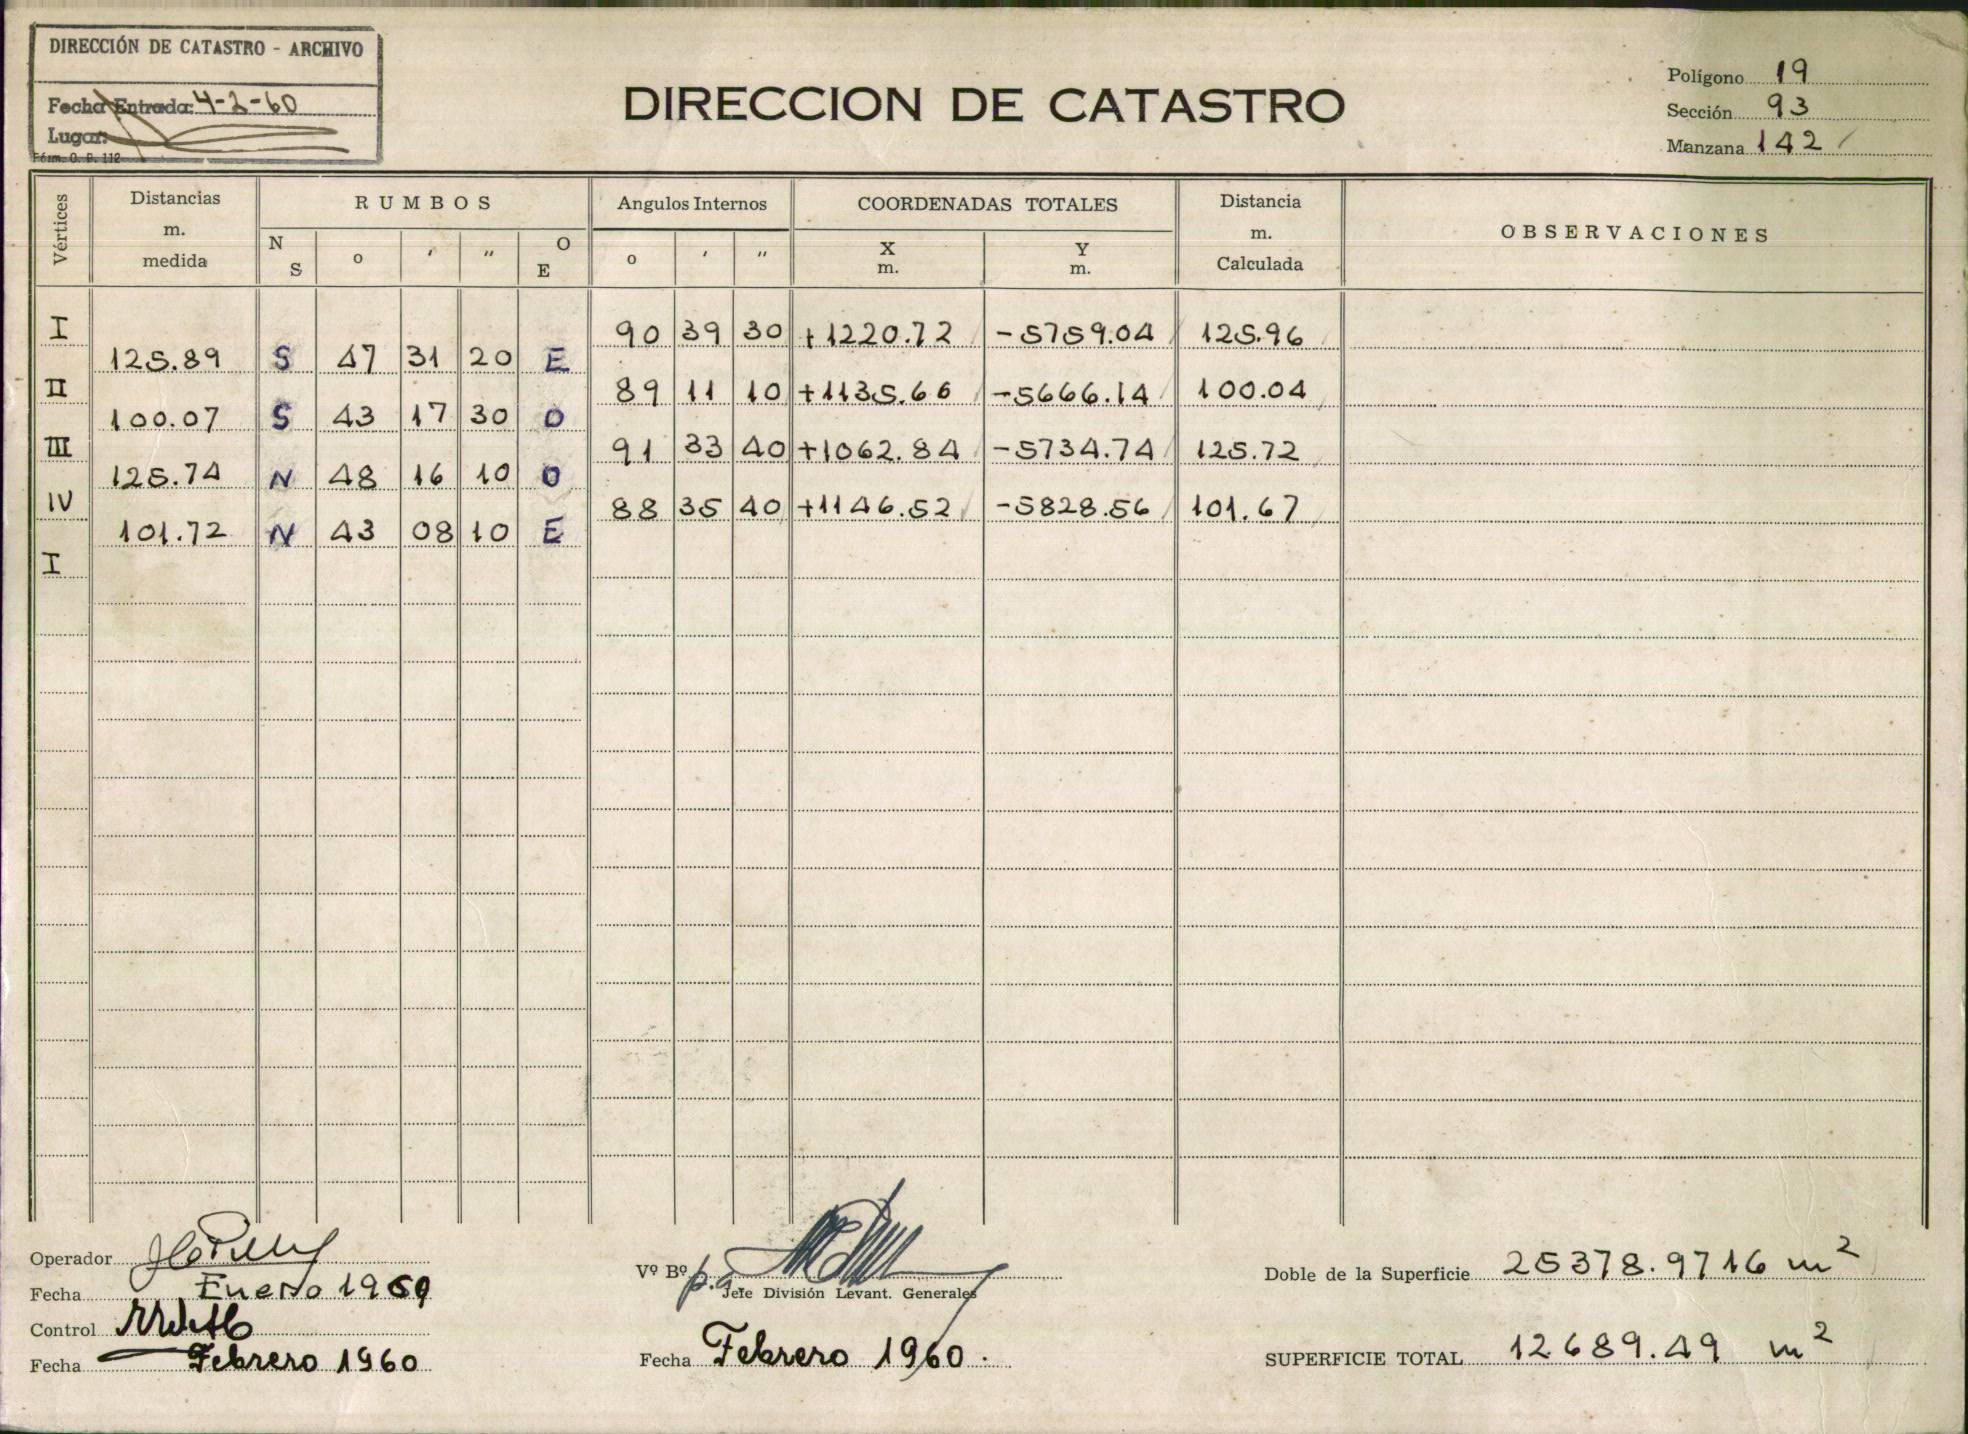 DIRECCIÓN DE CATASTRO - ARCHIVO
Fecha Entrada: 4-2-60
Lugar:
Fórm. O. P. 112
DIRECCION DE CATASTRO
Polígono 19
Sección 93
Manzana 142
Vértices
Distancias m. medida
RUMBOS
N S o ' " O E
Angulos Internos
o ' "
COORDENADAS TOTALES
X m. Y m.
Distancia m. Calculada
OBSERVACIONES
I 90 39 30 +1220.72 -5759.04 125.96
125.89 S 47 31 20 E
II 89 11 10 +1135.66 -5666.14 100.04
100.07 S 43 17 30 O
III 91 33 40 +1062.84 -5734.74 125.72
125.74 N 48 16 10 O
IV 88 35 40 +1146.52 -5828.56 101.67
101.72 N 43 08 10 E
I
Operador
Fecha Enero 19
Control
Fecha Febrero 1960
Vº Bº p.a
Jefe División Levant. Generales
Fecha Febrero 1960.
Doble de la Superficie 25378.9716 m²
SUPERFICIE TOTAL 12689.49 m²